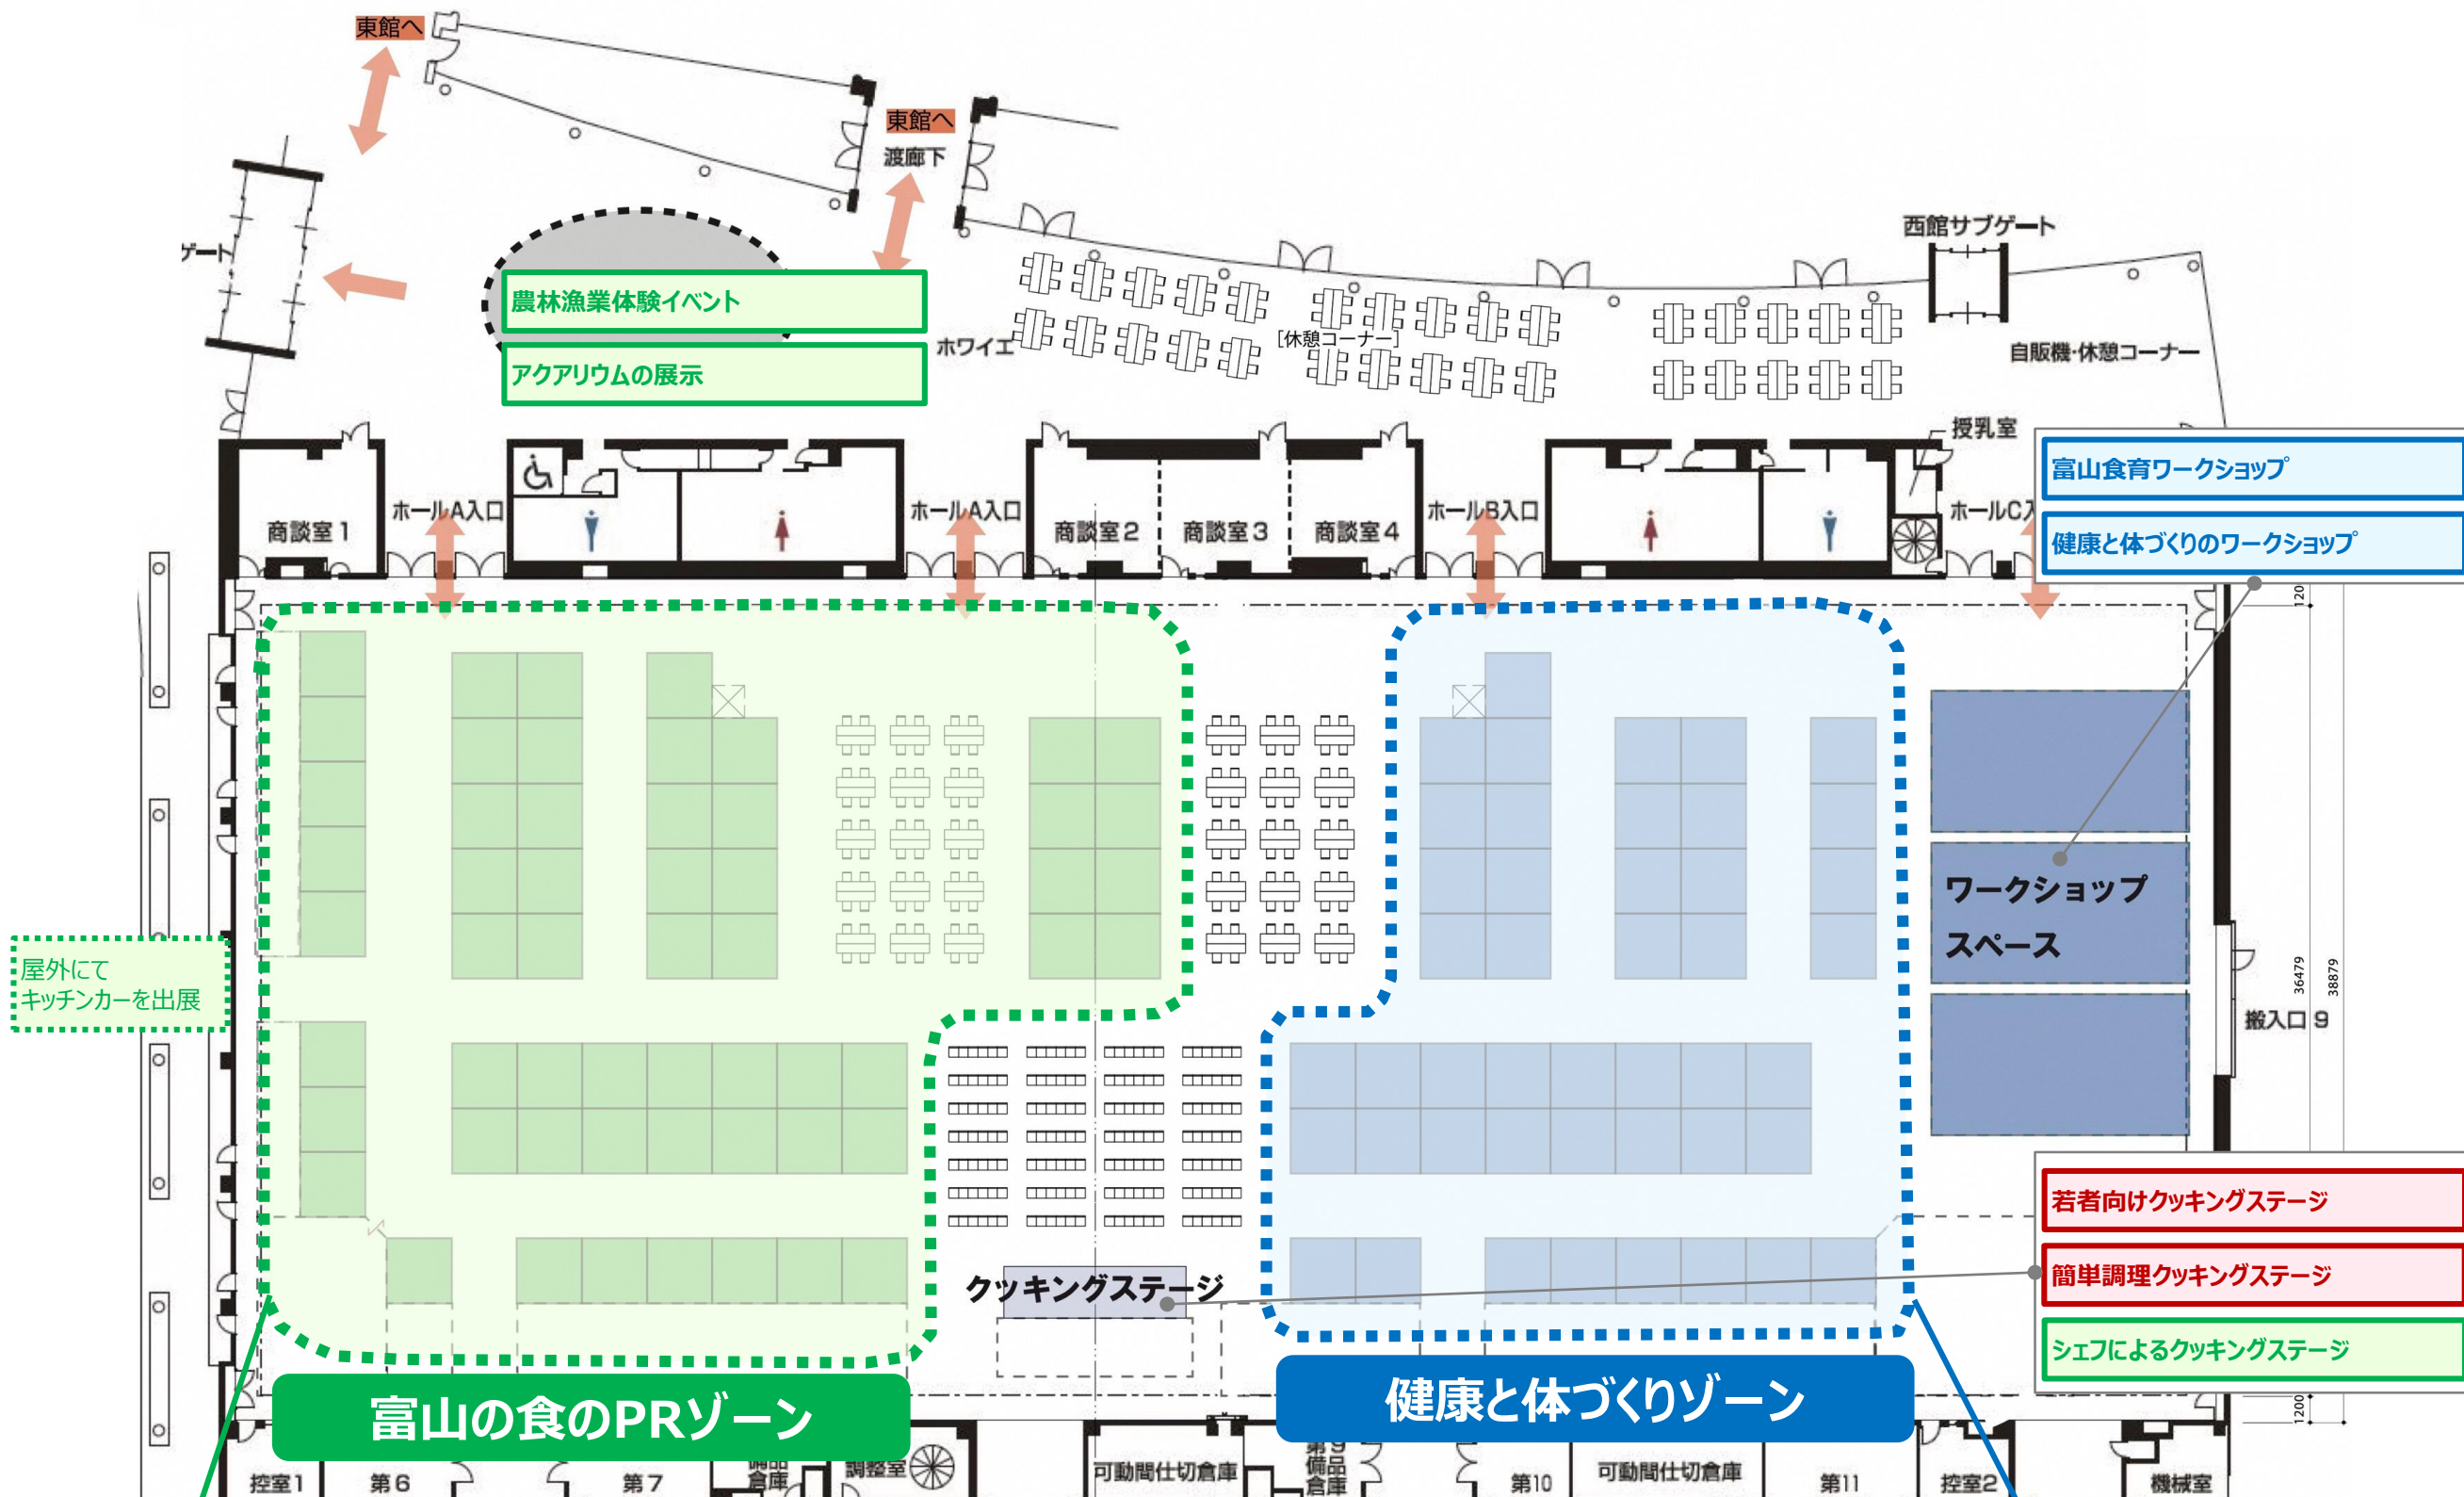 東館へ
東館へ
渡廊下
西館サブゲート
ゲート
農林漁業体験イベント
アクアリウムの展示
ホワイエ
[休憩コーナー]
自販機・休憩コーナー
授乳室
富山食育ワークショップ
健康と体づくりのワークショップ
商談室1
ホールA入口
ホールA入口
商談室2
商談室3
商談室4
ホールB入口
ホールC入
120
ワークショップ
スペース
屋外にて
キッチンカーを出展
36479
38879
搬入口 9
若者向けクッキングステージ
簡単調理クッキングステージ
シェフによるクッキングステージ
クッキングステージ
富山の食のPRゾーン
健康と体づくりゾーン
1200
控室1
第6
第7
備品
倉庫
調整室
可動間仕切倉庫
第9
備品
倉庫
第10
可動間仕切倉庫
第11
控室2
機械室